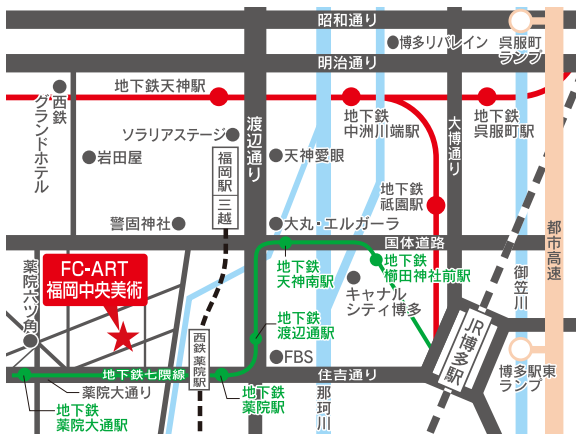 昭和通り
博多リバレイン
呉服町
ランプ
明治通り
地下鉄天神駅
西鉄
グランドホテル
ソラリアステージ
渡辺通り
地下鉄
中洲川端駅
大博通り
地下鉄
呉服町駅
岩田屋
福岡駅
三越
天神愛眼
地下鉄
祇園駅
警固神社
大丸・エルガーラ
都市高速
国体道路
薬院六ツ角
FC-ART
福岡中央美術
地下鉄
天神南駅
地下鉄
櫛田神社前駅
御笠川
キャナル
シティ博多
地下鉄
渡辺通駅
西鉄薬院駅
JR博多駅
FBS
博多駅東
ランプ
地下鉄七隈線
住吉通り
薬院大通り
地下鉄
薬院大通駅
地下鉄
薬院駅
那珂川